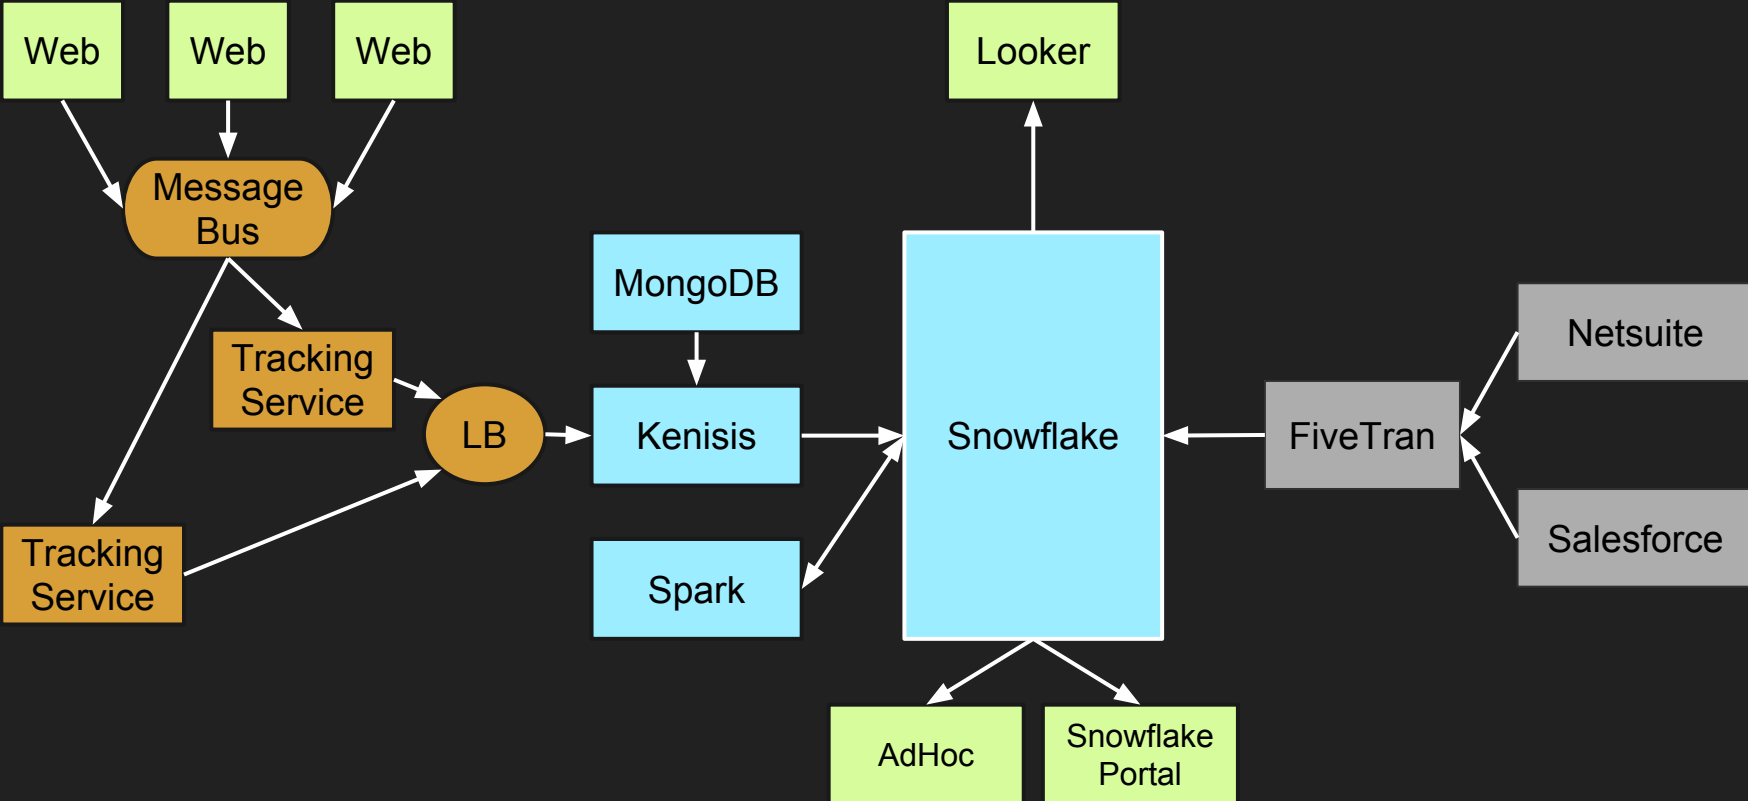 Web
Web
Web
Looker
Message
Bus
MongoDB
Netsuite
Tracking
Service
LB
Kenisis
Snowflake
FiveTran
Salesforce
Tracking
Service
Spark
AdHoc
Snowflake
Portal